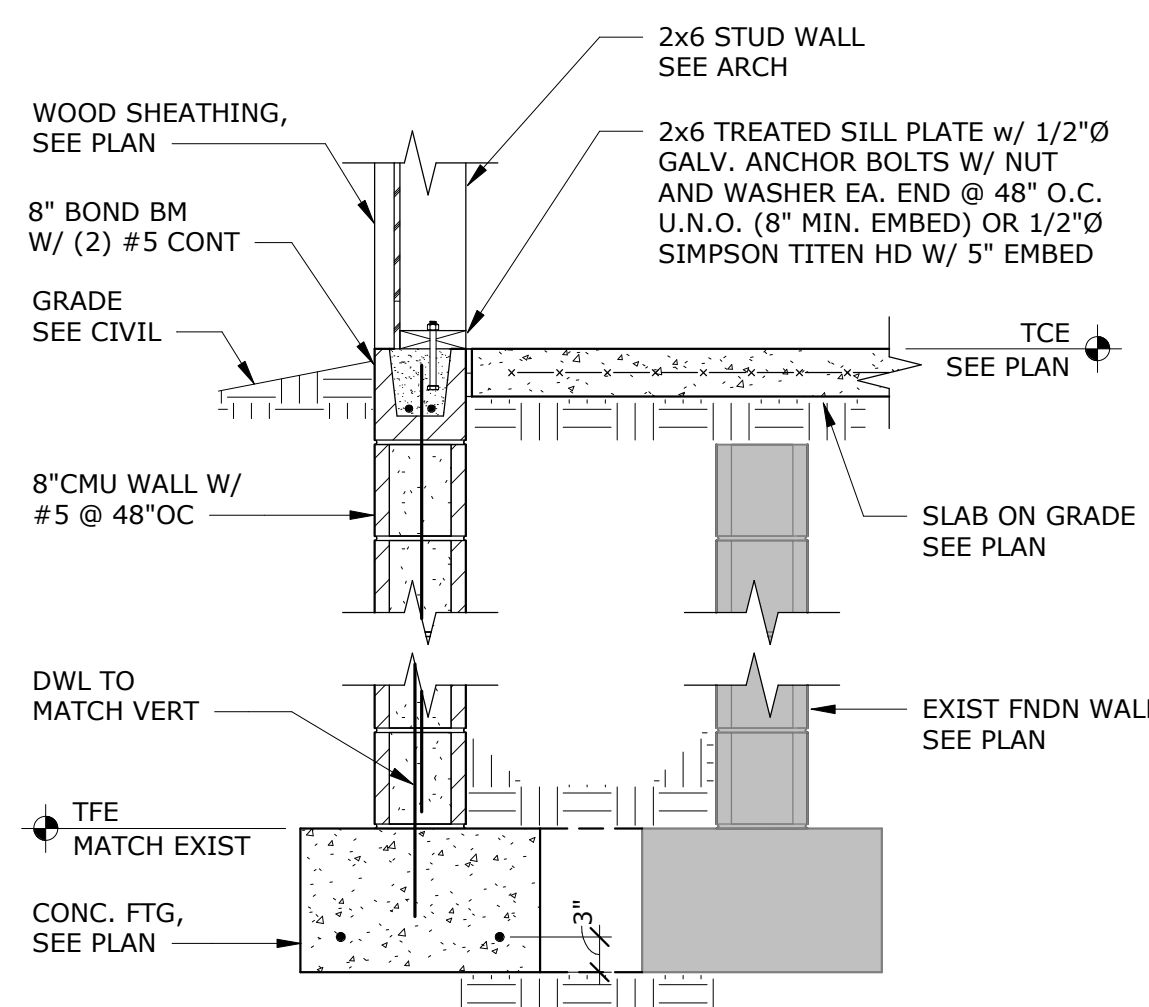 2x6 STUD WALL
SEE ARCH
WOOD SHEATHING,
SEE PLAN
2x6 TREATED SILL PLATE w/ 1/2"Ø
GALV. ANCHOR BOLTS W/ NUT
AND WASHER EA. END @ 48" O.C.
U.N.O. (8" MIN. EMBED) OR 1/2"Ø
SIMPSON TITEN HD W/ 5" EMBED
8" BOND BM
W/ (2) #5 CONT
GRADE
SEE CIVIL
TCE
SEE PLAN
8"CMU WALL W/
#5 @ 48"OC
SLAB ON GRADE
SEE PLAN
DWL TO
MATCH VERT
EXIST FNDN WALL
SEE PLAN
TFE
MATCH EXIST
CONC. FTG,
SEE PLAN
3"